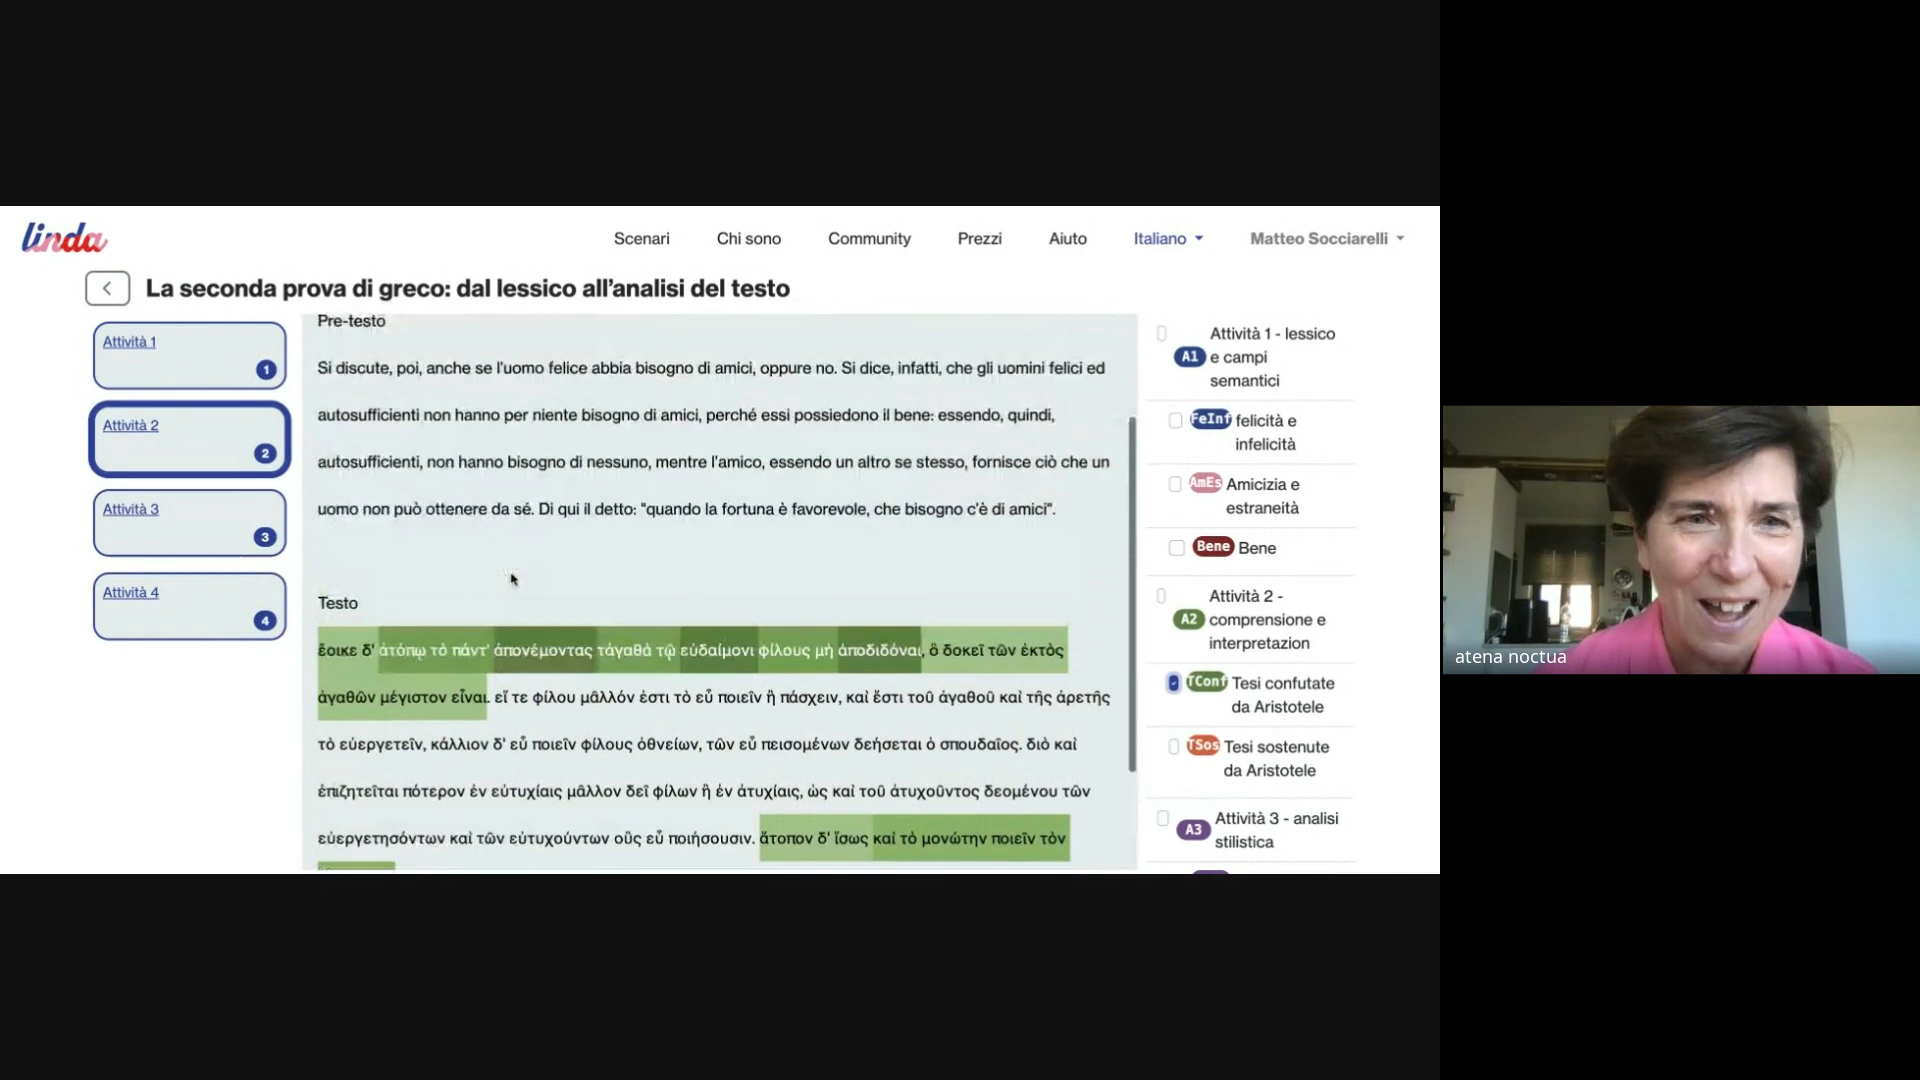 linda
Scenari
Chi sono
Community
Prezzi
Aiuto
Italiano
Matteo Socciarelli
La seconda prova di greco: dal lessico all'analisi del testo
Attività 1
1
Attività 2
2
Attività 3
3
Attività 4
4
Pre-testo
Si discute, poi, anche se l'uomo felice abbia bisogno di amici, oppure no. Si dice, infatti, che gli uomini felici ed
autosufficienti non hanno per niente bisogno di amici, perché essi possiedono il bene: essendo, quindi,
autosufficienti, non hanno bisogno di nessuno, mentre l'amico, essendo un altro se stesso, fornisce ciò che un
uomo non può ottenere da sé. Di qui il detto: "quando la fortuna è favorevole, che bisogno c'è di amici".
Testo
ἔοικε δ' ἀτόπῳ τὸ πάντ' ἀπονέμοντας τἀγαθὰ τῷ εὐδαίμονι φίλους μὴ ἀποδιδόναι, ὃ δοκεῖ τῶν ἐκτὸς
ἀγαθῶν μέγιστον εἶναι. εἴ τε φίλου μᾶλλόν ἐστι τὸ εὖ ποιεῖν ἢ πάσχειν, καὶ ἔστι τοῦ ἀγαθοῦ καὶ τῆς ἀρετῆς
τὸ εὐεργετεῖν, κάλλιον δ' εὖ ποιεῖν φίλους ὀθνείων, τῶν εὖ πεισομένων δεήσεται ὁ σπουδαῖος. διὸ καὶ
ἐπιζητεῖται πότερον ἐν εὐτυχίαις μᾶλλον δεῖ φίλων ἢ ἐν ἀτυχίαις, ὡς καὶ τοῦ ἀτυχοῦντος δεομένου τῶν
εὐεργετησόντων καὶ τῶν εὐτυχούντων οὓς εὖ ποιήσουσιν. ἄτοπον δ' ἴσως καὶ τὸ μονώτην ποιεῖν τὸν
A1 Attività 1 - lessico
e campi
semantici
FeInf felicità e
infelicità
AmEs Amicizia e
estraneità
Bene Bene
A2 Attività 2 -
comprensione e
interpretazion
TConf Tesi confutate
da Aristotele
TSos Tesi sostenute
da Aristotele
A3 Attività 3 - analisi
stilistica
atena noctua